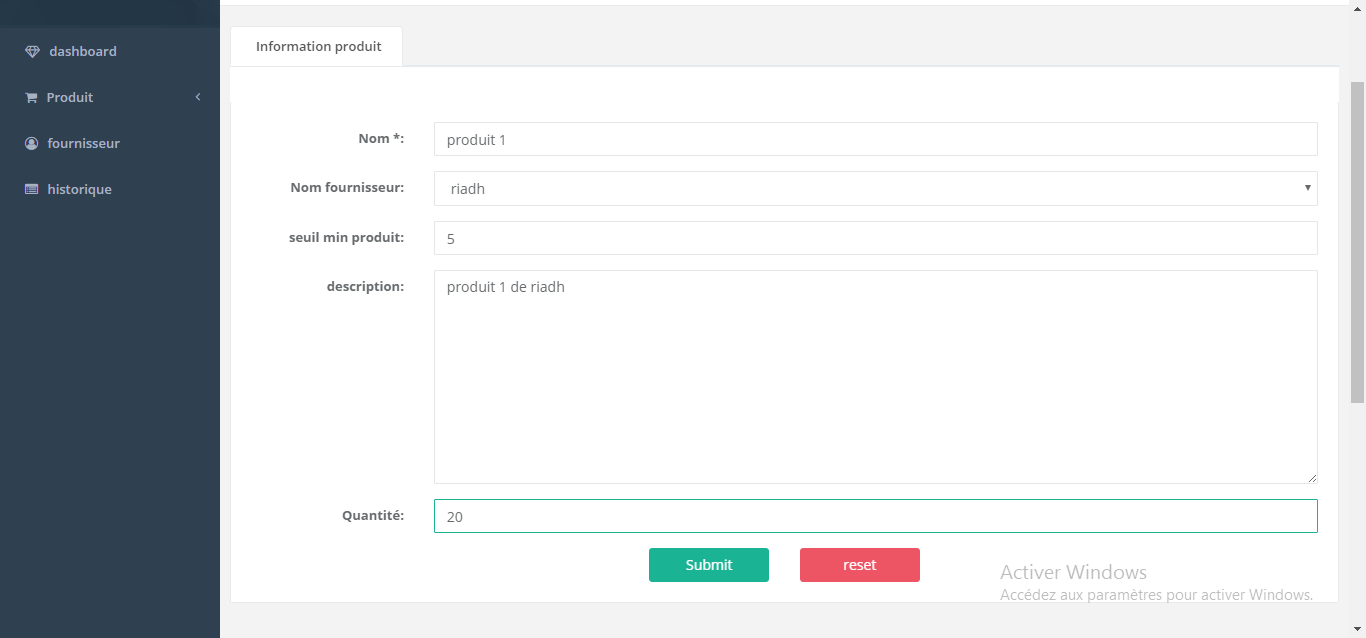 dashboard
Produit
fournisseur
historique
Information produit
Nom *:
produit 1
Nom fournisseur:
riadh
seuil min produit:
5
description:
produit 1 de riadh
Quantité:
20
Submit
reset
Activer Windows
Accédez aux paramètres pour activer Windows.